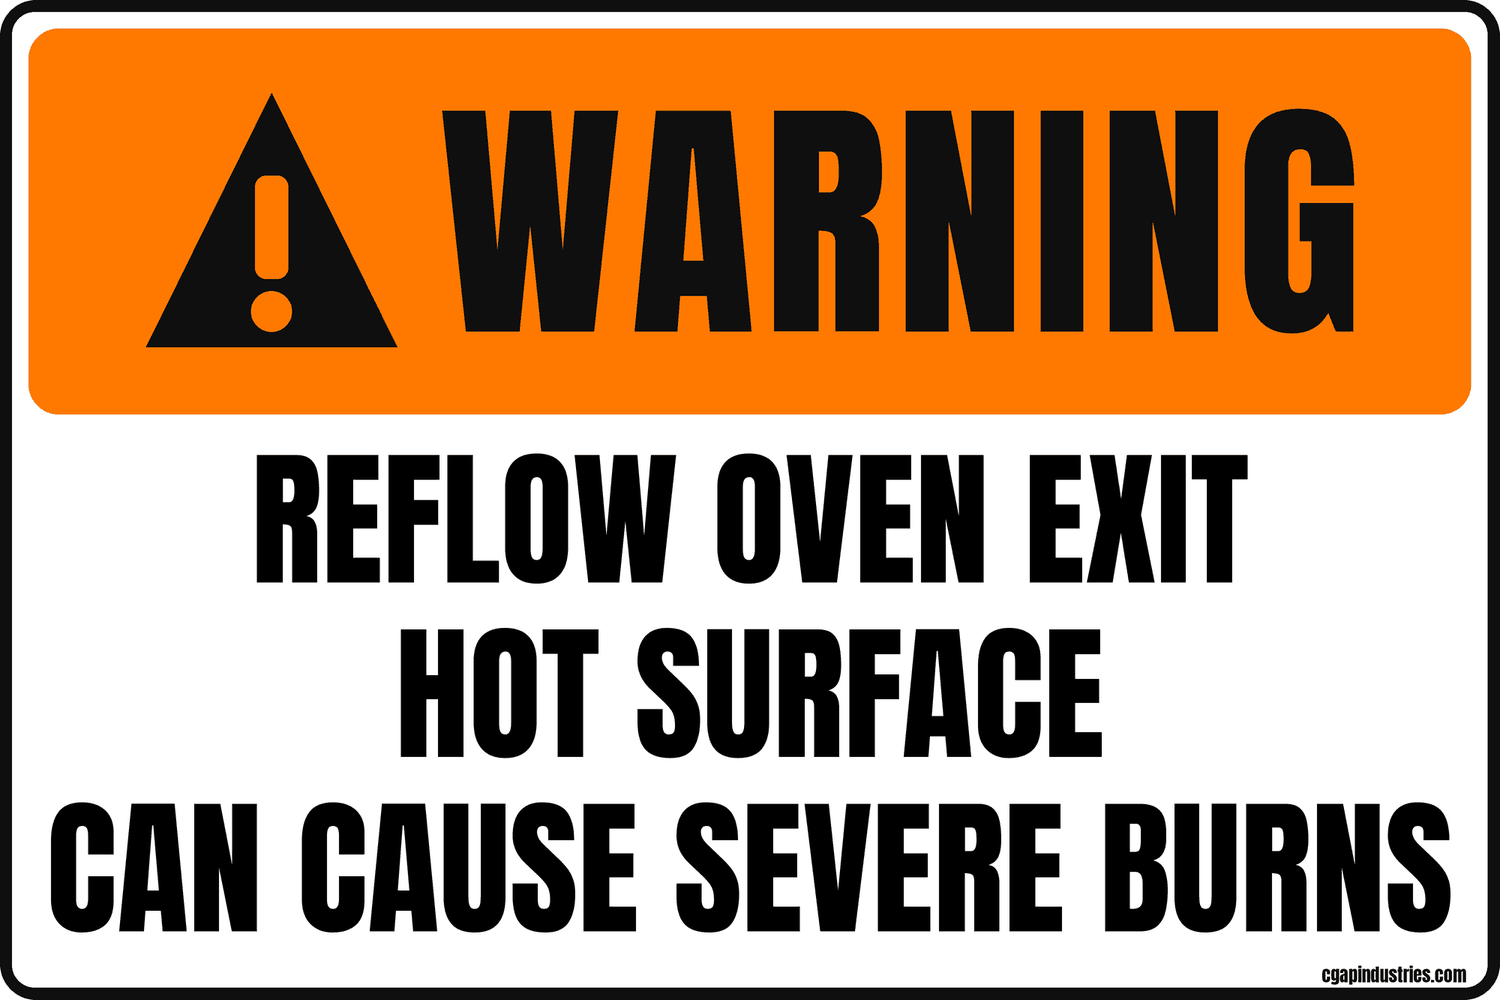 WARNING
REFLOW OVEN EXIT
HOT SURFACE
CAN CAUSE SEVERE BURNS
cgapindustries.com